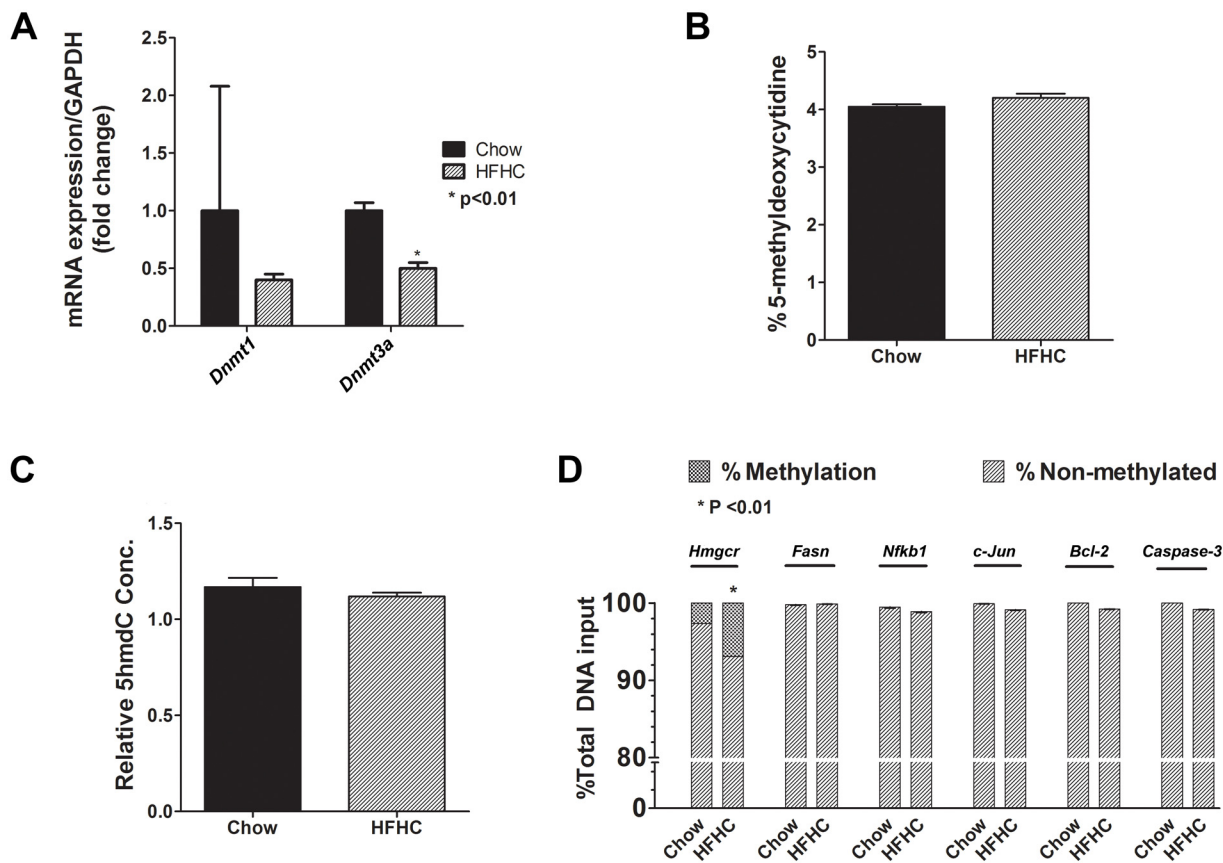 A
mRNA expression/GAPDH
(fold change)
2.5
2.0
1.5
1.0
0.5
0.0
Chow
HFHC
* p<0.01
*
Dnmt1
Dnmt3a
B
% 5-methyldeoxycytidine
5
4
3
2
1
0
Chow
HFHC
C
Relative 5hmdC Conc.
1.5
1.0
0.5
0.0
Chow
HFHC
D
% Methylation
% Non-methylated
* P <0.01
Hmgcr
Fasn
Nfkb1
c-Jun
Bcl-2
Caspase-3
*
%Total DNA input
100
90
80
0
Chow
HFHC
Chow
HFHC
Chow
HFHC
Chow
HFHC
Chow
HFHC
Chow
HFHC